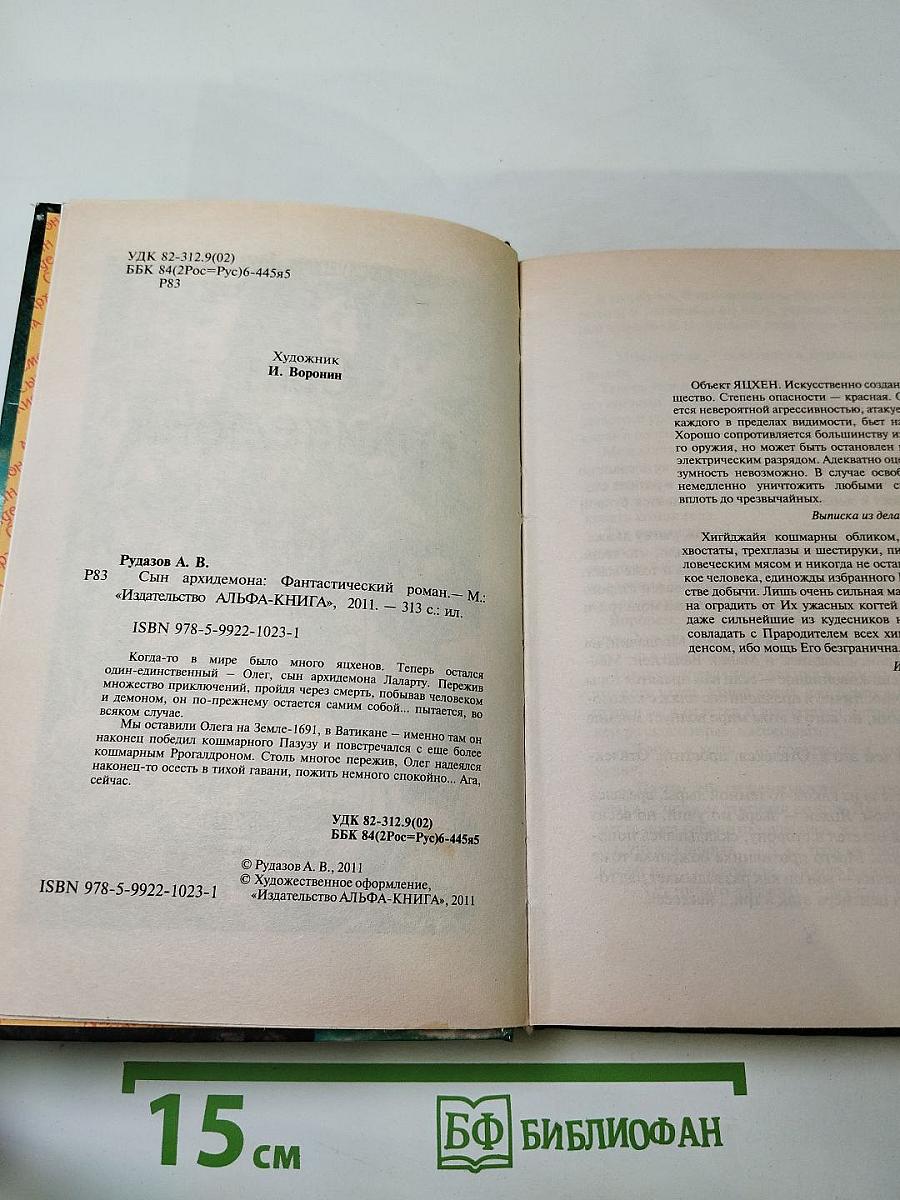 УДК 82-312.9(02)
ББК 84(2Рос=Рус)6-445я5
Р83
Художник
И. Воронин
Рудазов А. В.
Р83 Сын архидемона: Фантастический роман.— М.:
«Издательство АЛЬФА-КНИГА», 2011. — 313 с.: ил.
ISBN 978-5-9922-1023-1
Когда-то в мире было много яцхенов. Теперь остался
один-единственный – Олег, сын архидемона Лаларту. Пережив
множество приключений, пройдя через смерть, побывав человеком
и демоном, он по-прежнему остается самим собой... пытается, во
всяком случае.
Мы оставили Олега на Земле-1691, в Ватикане – именно там он
наконец победил кошмарного Пазузу и повстречался с еще более
кошмарным Ррогалдроном. Столь многое пережив, Олег надеялся
наконец-то осесть в тихой гавани, пожить немного спокойно... Ага,
сейчас.
УДК 82-312.9(02)
ББК 84(2Рос=Рус)6-445я5
© Рудазов А. В., 2011
© Художественное оформление,
«Издательство АЛЬФА-КНИГА», 2011
ISBN 978-5-9922-1023-1
Объект ЯЦХЕН. Искусственно создан
щество. Степень опасности — красная. О
ется невероятной агрессивностью, атакуе
каждого в пределах видимости, бьет на
Хорошо сопротивляется большинству из
го оружия, но может быть остановлен
электрическим разрядом. Адекватно оце
зумность невозможно. В случае освоб
немедленно уничтожить любыми с
вплоть до чрезвычайных.
Выписка из дела
Хигйджайя кошмарны обликом,
хвостаты, трехглазы и шестируки, пи
ловеческим мясом и никогда не остан
кое человека, единожды избранного
стве добычи. Лишь очень сильная ма
на оградить от Их ужасных когтей
даже сильнейшие из кудесников н
совладать с Прародителем всех хи
денсом, ибо мощь Его безгранична.
И
15 см
БФ БИБЛИОФАН